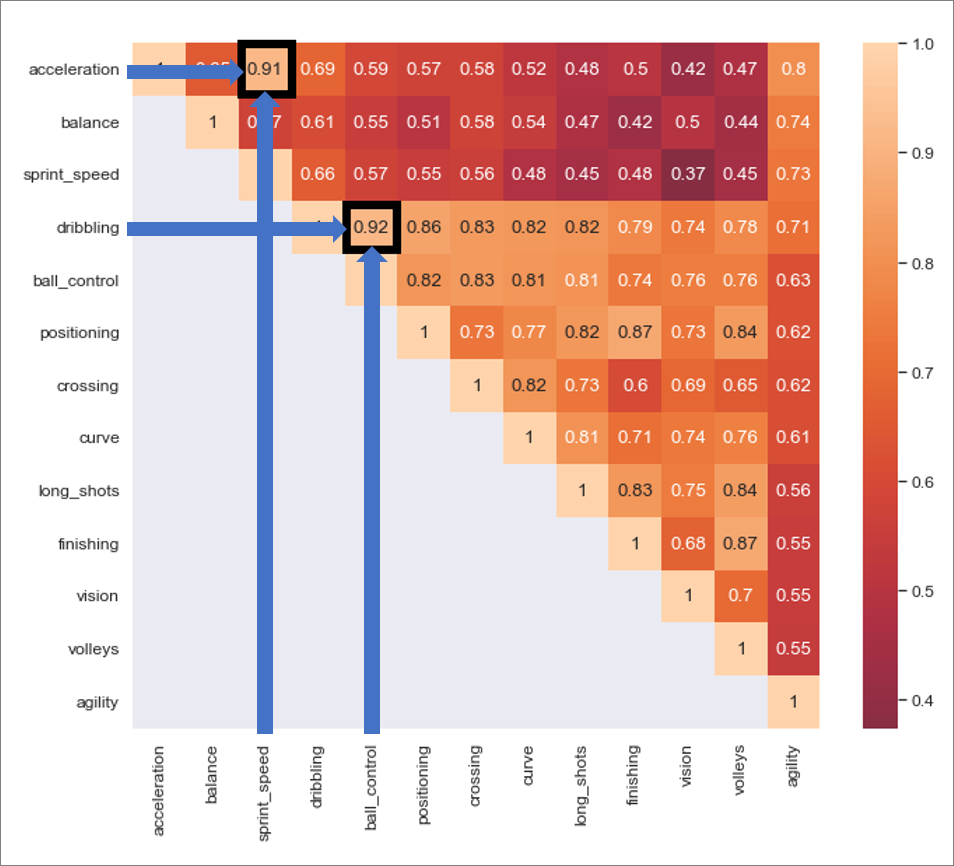 acceleration 0.91 0.69 0.59 0.57 0.58 0.52 0.48 0.5 0.42 0.47 0.8
balance 1 0.61 0.55 0.51 0.58 0.54 0.47 0.42 0.5 0.44 0.74
sprint_speed 0.66 0.57 0.55 0.56 0.48 0.45 0.48 0.37 0.45 0.73
dribbling 0.92 0.86 0.83 0.82 0.82 0.79 0.74 0.78 0.71
ball_control 0.82 0.83 0.81 0.81 0.74 0.76 0.76 0.63
positioning 1 0.73 0.77 0.82 0.87 0.73 0.84 0.62
crossing 1 0.82 0.73 0.6 0.69 0.65 0.62
curve 1 0.81 0.71 0.74 0.76 0.61
long_shots 1 0.83 0.75 0.84 0.56
finishing 1 0.68 0.87 0.55
vision 1 0.7 0.55
volleys 1 0.55
agility 1
acceleration
balance
sprint_speed
dribbling
ball_control
positioning
crossing
curve
long_shots
finishing
vision
volleys
agility
1.0
0.9
0.8
0.7
0.6
0.5
0.4